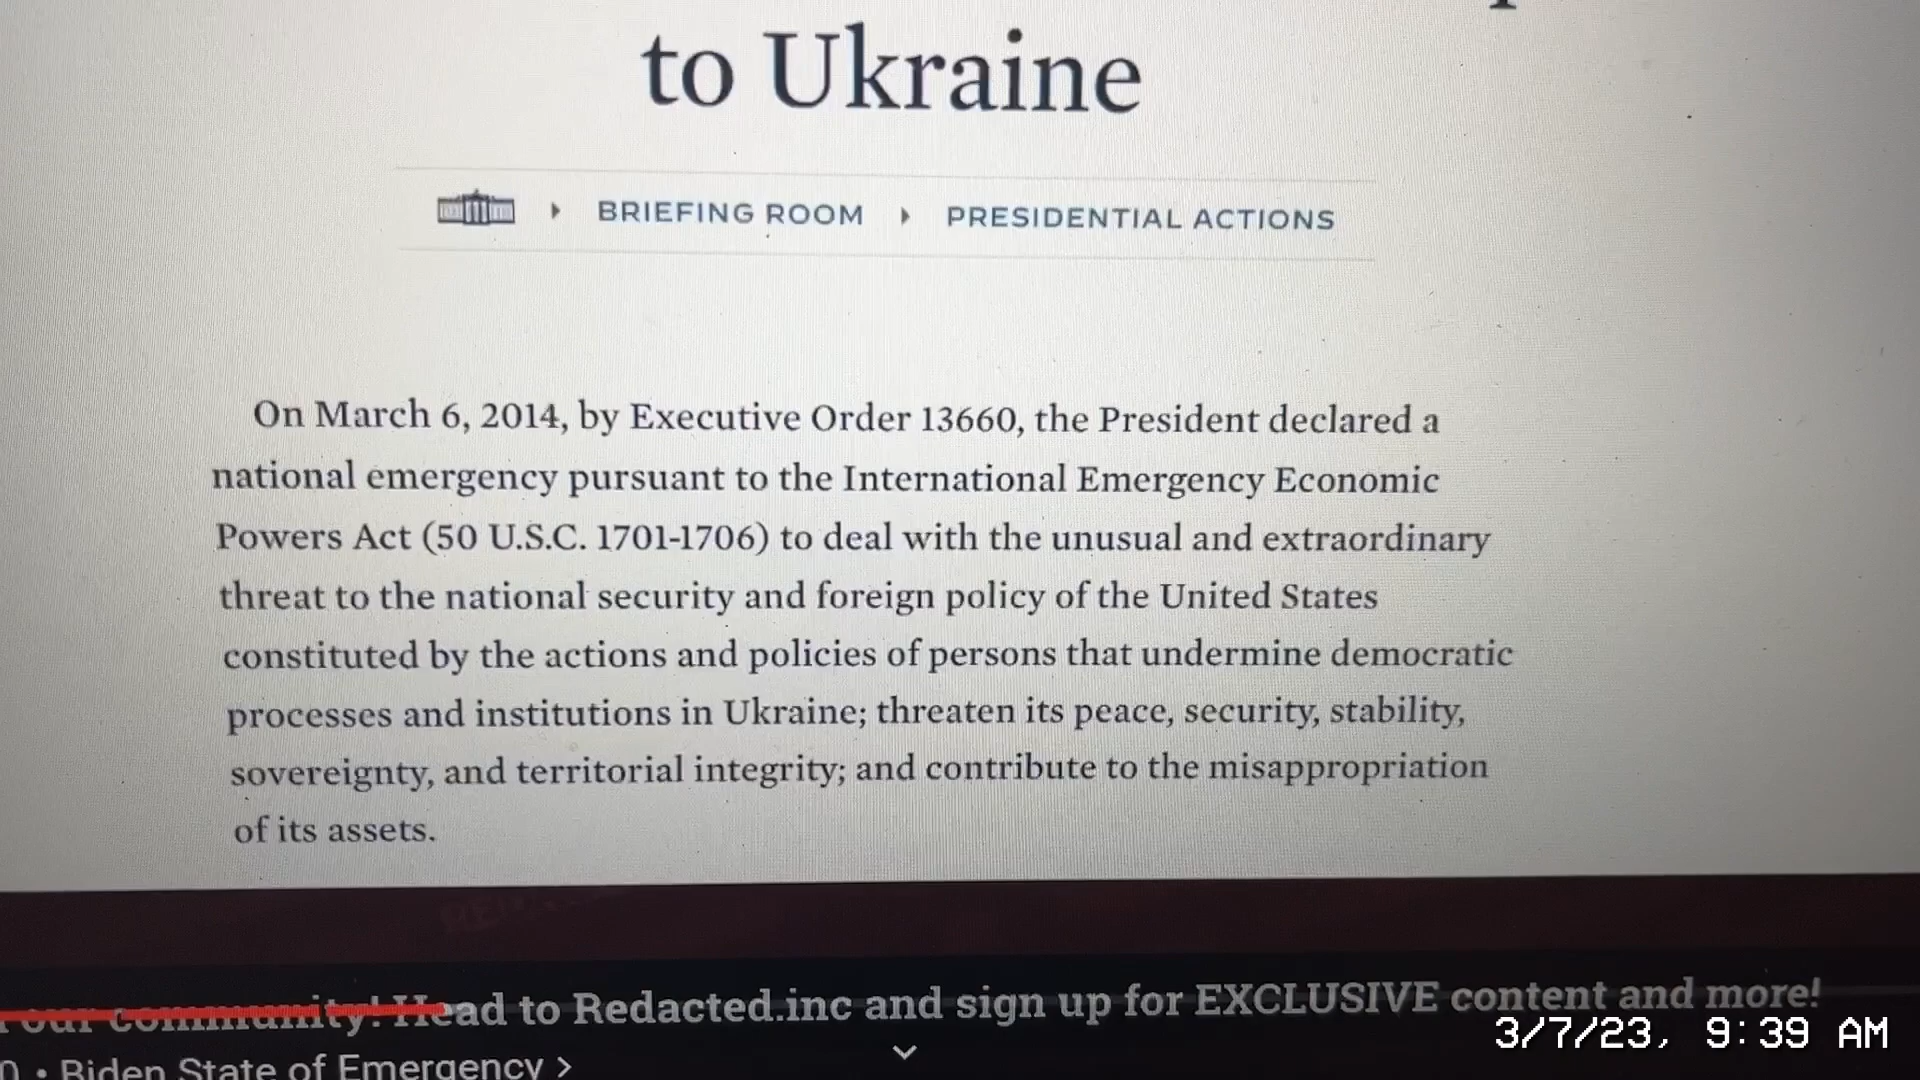 to Ukraine
BRIEFING ROOM
PRESIDENTIAL ACTIONS
On March 6, 2014, by Executive Order 13660, the President declared a
national emergency pursuant to the International Emergency Economic
Powers Act (50 U.S.C. 1701-1706) to deal with the unusual and extraordinary
threat to the national security and foreign policy of the United States
constituted by the actions and policies of persons that undermine democratic
processes and institutions in Ukraine; threaten its peace, security, stability,
sovereignty, and territorial integrity; and contribute to the misappropriation
of its assets.
our community! Head to Redacted.inc and sign up for EXCLUSIVE content and more!
• Biden State of Emergency >
3/7/23, 9:39 AM